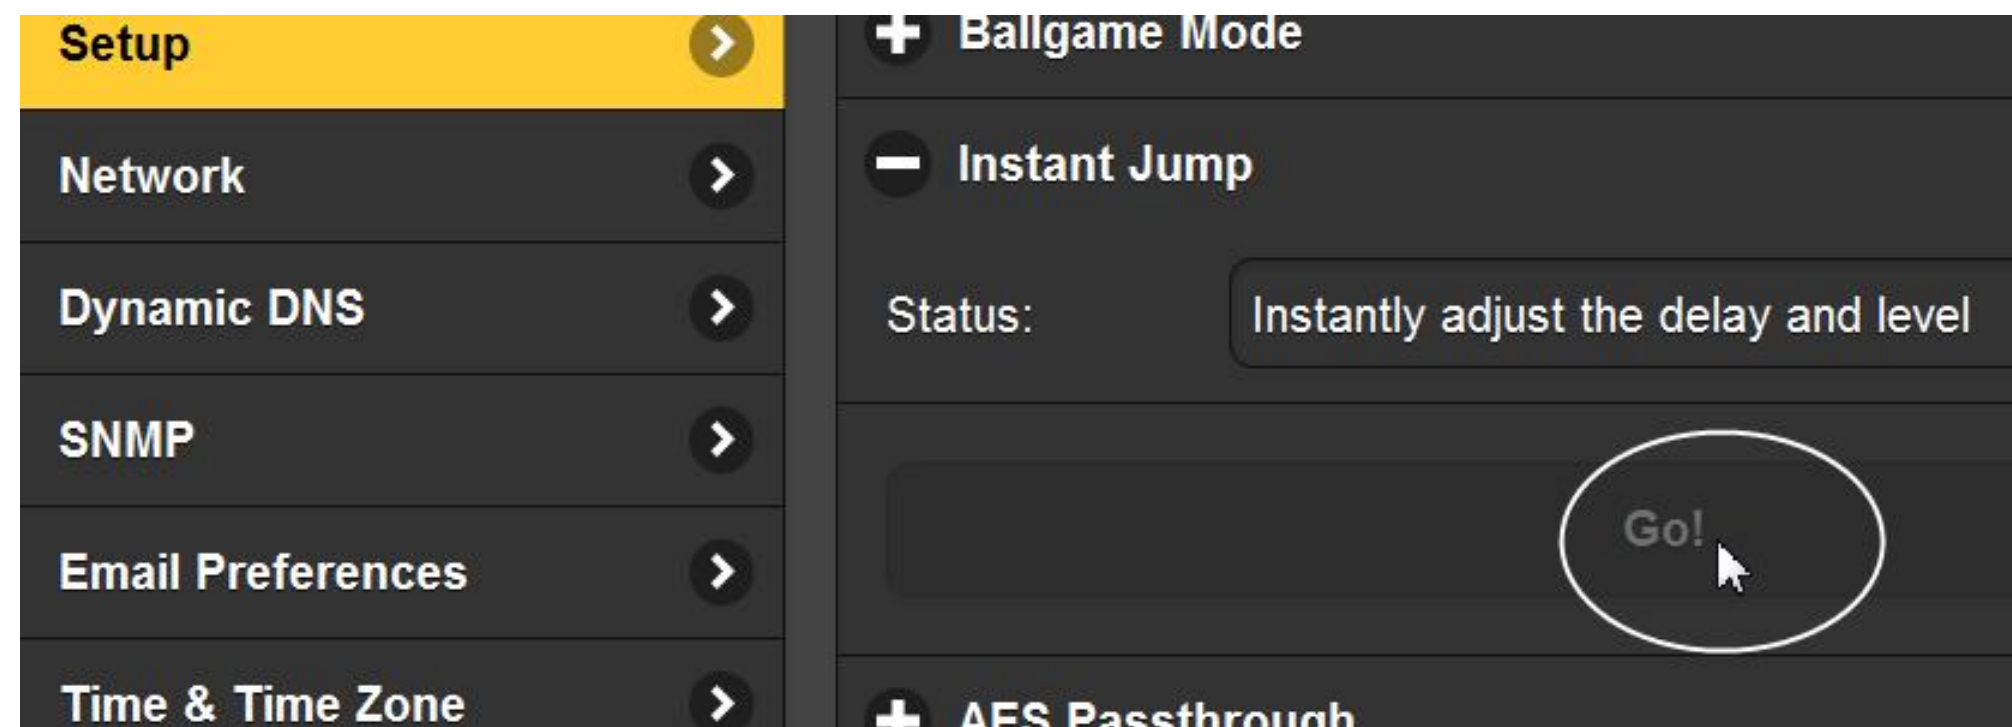 Setup
Network
Dynamic DNS
SNMP
Email Preferences
Time & Time Zone
Ballgame Mode
Instant Jump
Status:
Instantly adjust the delay and level
Go!
AES Passthrough